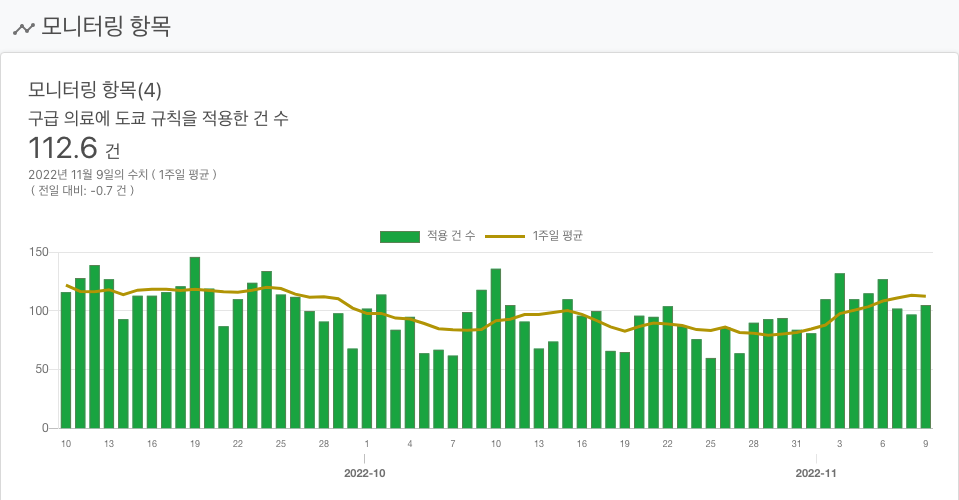 모니터링 항목
모니터링 항목(4)
구급 의료에 도쿄 규칙을 적용한 건 수
112.6 건
2022년 11월 9일의 수치 ( 1주일 평균 )
( 전일 대비: -0.7 건 )
적용 건 수 1주일 평균
150
100
50
0
10 13 16 19 22 25 28 1 4 7 10 13 16 19 22 25 28 31 3 6 9
2022-10 2022-11